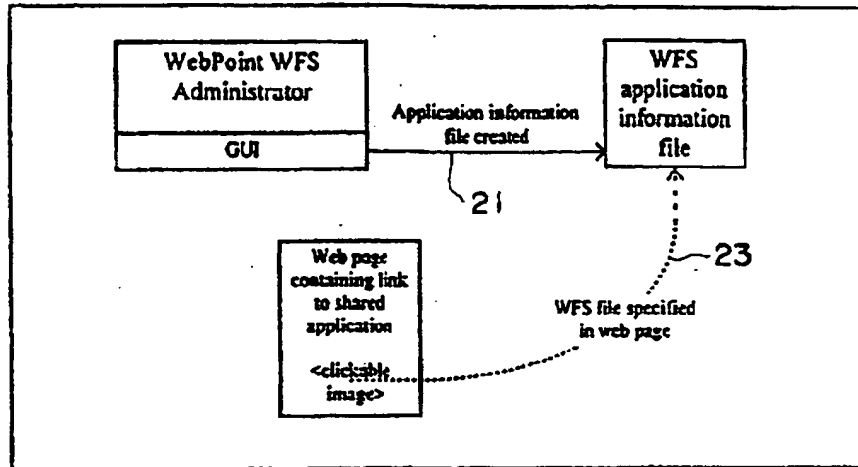 WebPoint WFS
Administrator
GUI
Application information
file created
21
WFS
application
information
file
23
Web page
containing link
to shared
application
<clickable
image>
WFS file specified
in web page